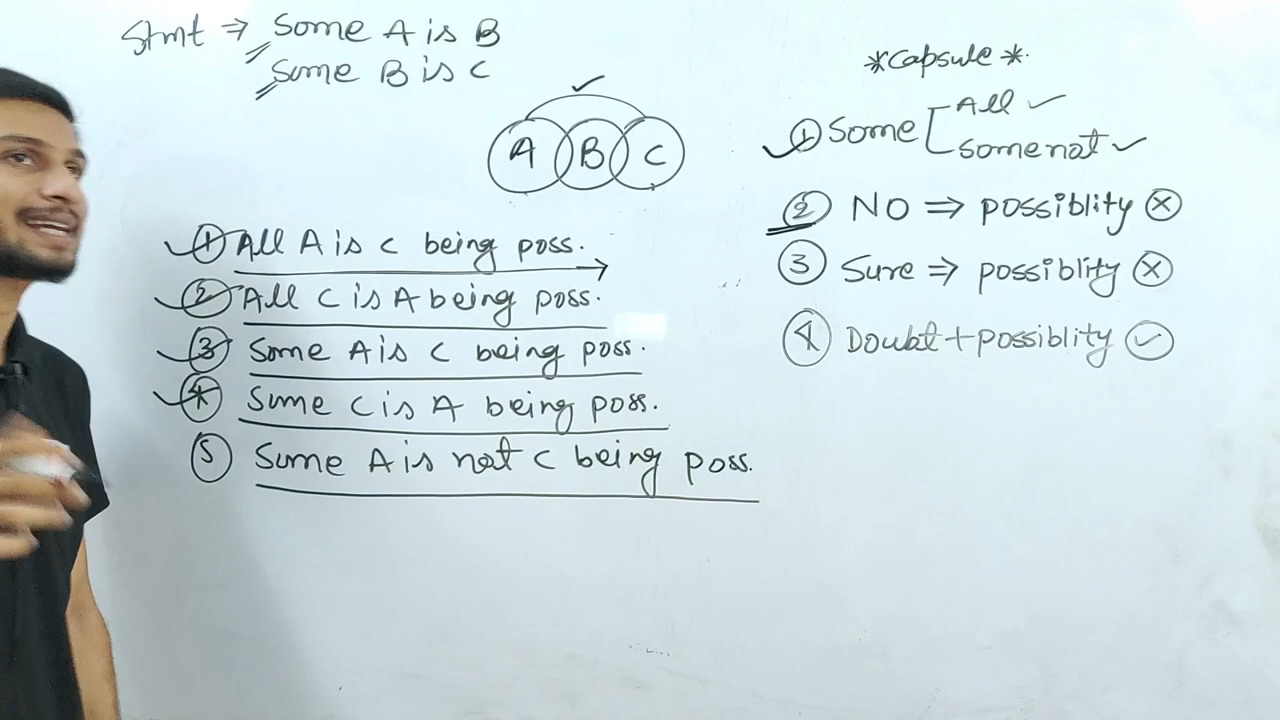 Stmt ⇒ Some A is B
Some B is C
A B C
① All A is C being poss.
② All C is A being poss.
③ Some A is C being poss.
④ Some C is A being poss.
⑤ Some A is not C being poss.
*Capsule*
① Some [ All ✓
some not ✓
② NO ⇒ possiblity ⓧ
③ Sure ⇒ possiblity ⓧ
④ Doubt + possiblity ✓